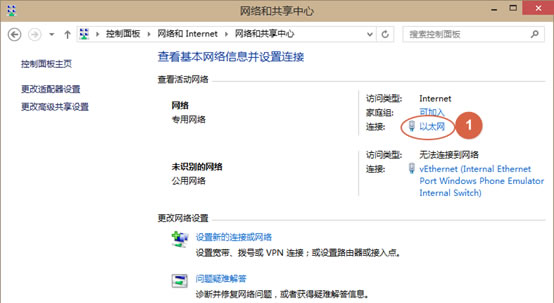 网络和共享中心
控制面板 网络和 Internet 网络和共享中心
搜索控制面板
控制面板主页
更改适配器设置
更改高级共享设置
查看基本网络信息并设置连接
查看活动网络
网络
专用网络
访问类型: Internet
家庭组: 可加入
连接: 以太网
1
未识别的网络
公用网络
访问类型: 无法连接到网络
连接: vEthernet (Internal Ethernet
Port Windows Phone Emulator
Internal Switch)
更改网络设置
设置新的连接或网络
设置宽带、拨号或 VPN 连接；或设置路由器或接入点。
问题疑难解答
诊断并修复网络问题，或者获得疑难解答信息。